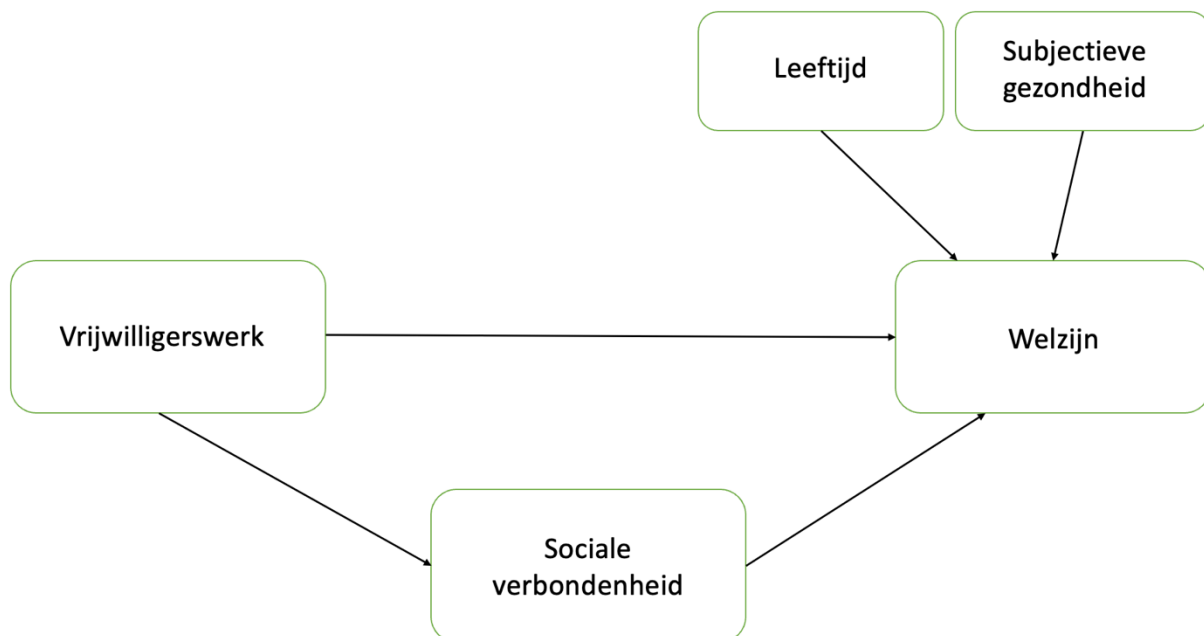 Leeftijd
Subjectieve
gezondheid
Vrijwilligerswerk
Welzijn
Sociale
verbondenheid